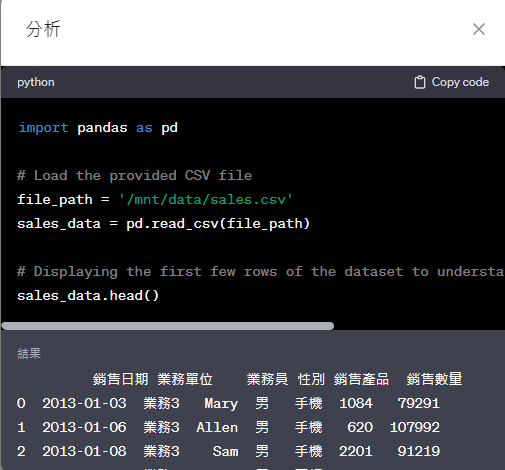 分析
python
Copy code
import pandas as pd
# Load the provided CSV file
file_path = '/mnt/data/sales.csv'
sales_data = pd.read_csv(file_path)
# Displaying the first few rows of the dataset to understa
sales_data.head()
結果
銷售日期 業務單位 業務員 性別 銷售產品 銷售數量
0 2013-01-03 業務3 Mary 男 手機 1084 79291
1 2013-01-06 業務3 Allen 男 手機 620 107992
2 2013-01-08 業務3 Sam 男 手機 2201 91219